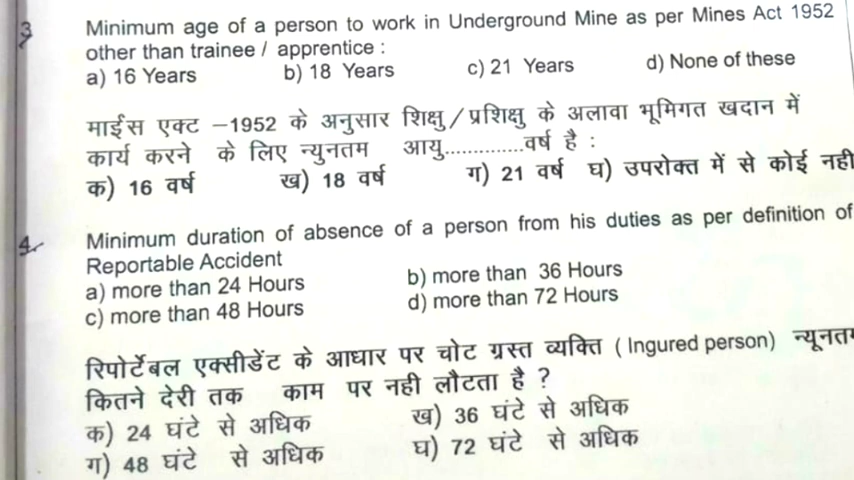 3
Minimum age of a person to work in Underground Mine as per Mines Act 1952
other than trainee / apprentice :
a) 16 Years b) 18 Years c) 21 Years d) None of these
माईंस एक्ट –1952 के अनुसार शिक्षु / प्रशिक्षु के अलावा भूमिगत खदान में
कार्य करने के लिए न्युनतम आयु.............वर्ष है :
क) 16 वर्ष ख) 18 वर्ष ग) 21 वर्ष घ) उपरोक्त में से कोई नही
4. Minimum duration of absence of a person from his duties as per definition of
Reportable Accident
a) more than 24 Hours b) more than 36 Hours
c) more than 48 Hours d) more than 72 Hours
रिपोर्टेबल एक्सीडेंट के आधार पर चोट ग्रस्त व्यक्ति ( Ingured person) न्यूनतम
कितने देरी तक काम पर नही लौटता है ?
क) 24 घंटे से अधिक ख) 36 घंटे से अधिक
ग) 48 घंटे से अधिक घ) 72 घंटे से अधिक